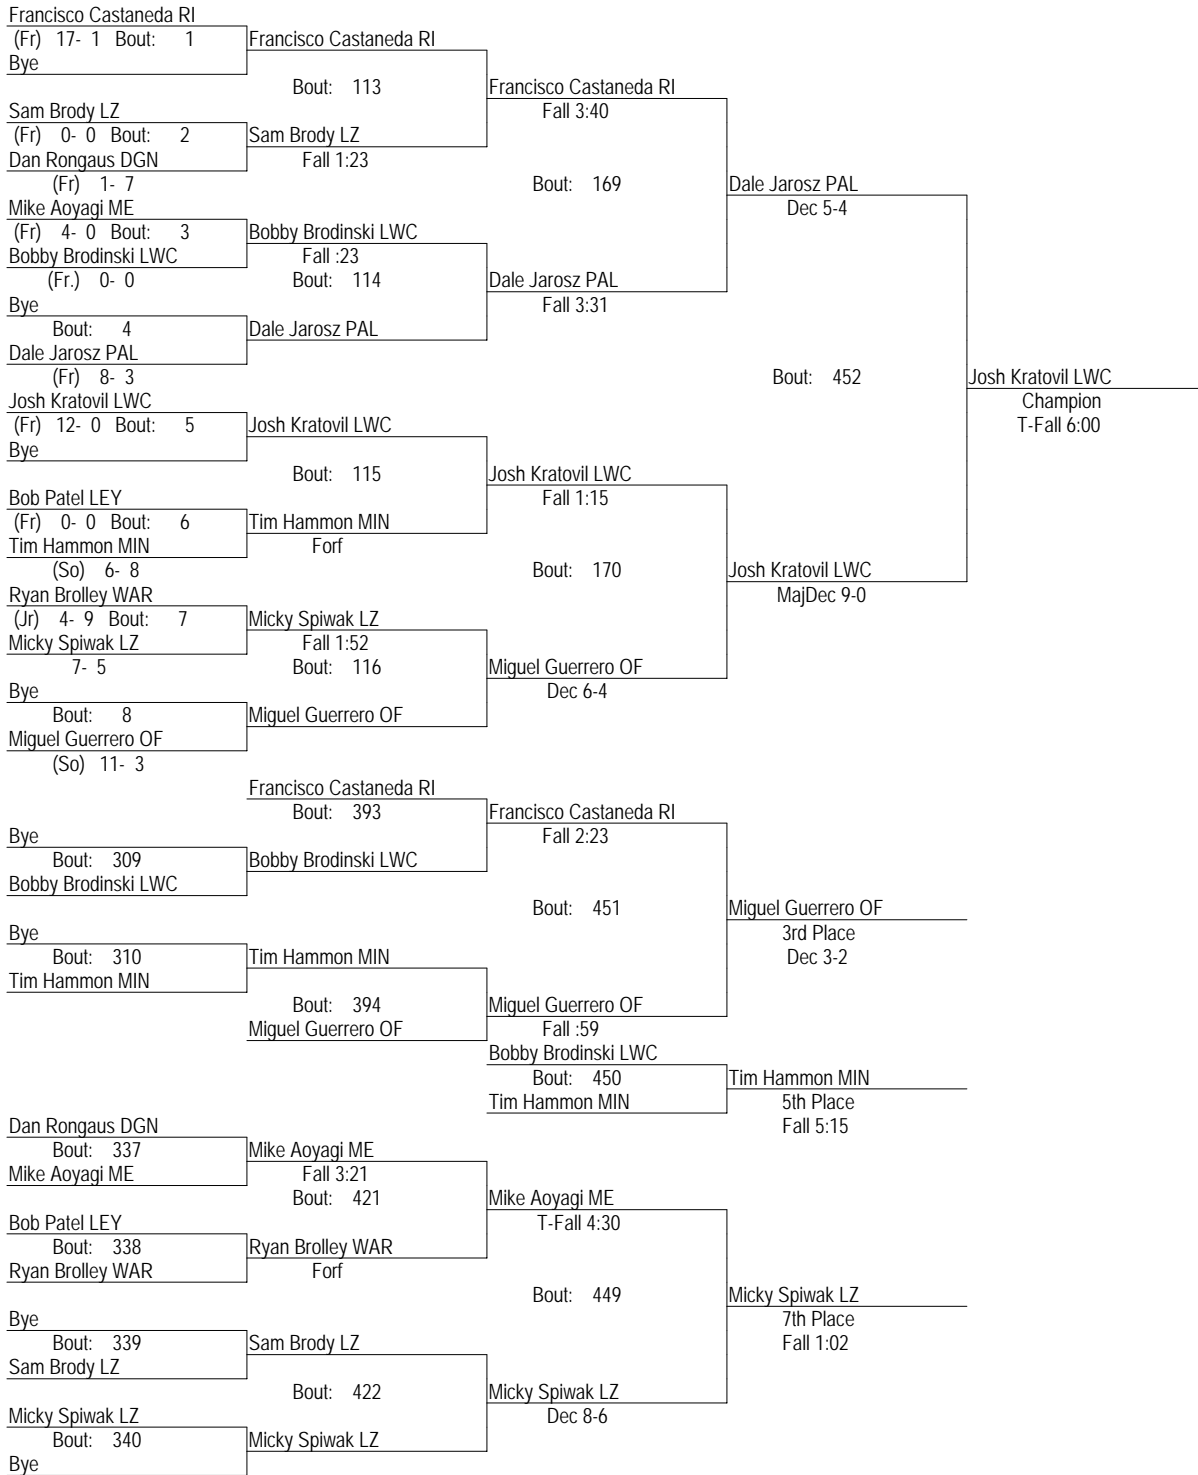 Francisco Castaneda RI
(Fr) 17- 1 Bout: 1 Francisco Castaneda RI
Bye
Bout: 113 Francisco Castaneda RI
Sam Brody LZ Fall 3:40
(Fr) 0- 0 Bout: 2 Sam Brody LZ
Dan Rongaus DGN Fall 1:23
(Fr) 1- 7 Bout: 169 Dale Jarosz PAL
Mike Aoyagi ME Dec 5-4
(Fr) 4- 0 Bout: 3 Bobby Brodinski LWC
Bobby Brodinski LWC Fall :23
(Fr.) 0- 0 Bout: 114 Dale Jarosz PAL
Bye Fall 3:31
Bout: 4 Dale Jarosz PAL
Dale Jarosz PAL
(Fr) 8- 3 Bout: 452 Josh Kratovil LWC
Josh Kratovil LWC Champion
(Fr) 12- 0 Bout: 5 Josh Kratovil LWC T-Fall 6:00
Bye
Bout: 115 Josh Kratovil LWC
Bob Patel LEY Fall 1:15
(Fr) 0- 0 Bout: 6 Tim Hammon MIN
Tim Hammon MIN Forf
(So) 6- 8 Bout: 170 Josh Kratovil LWC
Ryan Brolley WAR MajDec 9-0
(Jr) 4- 9 Bout: 7 Micky Spiwak LZ
Micky Spiwak LZ Fall 1:52
7- 5 Bout: 116 Miguel Guerrero OF
Bye Dec 6-4
Bout: 8 Miguel Guerrero OF
Miguel Guerrero OF
(So) 11- 3
Francisco Castaneda RI
Bout: 393 Francisco Castaneda RI
Bye Fall 2:23
Bout: 309 Bobby Brodinski LWC
Bobby Brodinski LWC
Bout: 451 Miguel Guerrero OF
Bye 3rd Place
Bout: 310 Tim Hammon MIN Dec 3-2
Tim Hammon MIN
Bout: 394 Miguel Guerrero OF
Miguel Guerrero OF Fall :59
Bobby Brodinski LWC
Bout: 450 Tim Hammon MIN
Tim Hammon MIN 5th Place
Dan Rongaus DGN Fall 5:15
Bout: 337 Mike Aoyagi ME
Mike Aoyagi ME Fall 3:21
Bout: 421 Mike Aoyagi ME
Bob Patel LEY T-Fall 4:30
Bout: 338 Ryan Brolley WAR
Ryan Brolley WAR Forf
Bout: 449 Micky Spiwak LZ
Bye 7th Place
Bout: 339 Sam Brody LZ Fall 1:02
Sam Brody LZ
Bout: 422 Micky Spiwak LZ
Micky Spiwak LZ Dec 8-6
Bout: 340 Micky Spiwak LZ
Bye